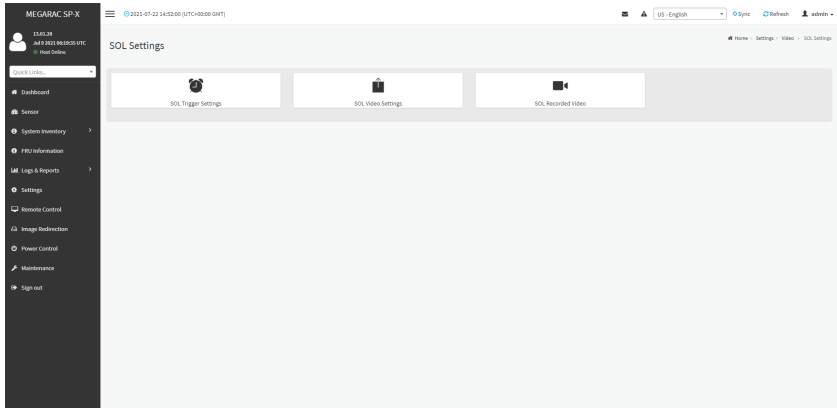 MEGARAC SP-X
2021-07-22 14:52:00 (UTC+00:00 GMT)
US - English
Sync
Refresh
admin
13.01.28
Jul 9 2021 06:19:35 UTC
Host Online
Quick Links...
Dashboard
Sensor
System Inventory
FRU Information
Logs & Reports
Settings
Remote Control
Image Redirection
Power Control
Maintenance
Sign out
SOL Settings
Home > Settings > Video > SOL Settings
SOL Trigger Settings
SOL Video Settings
SOL Recorded Video